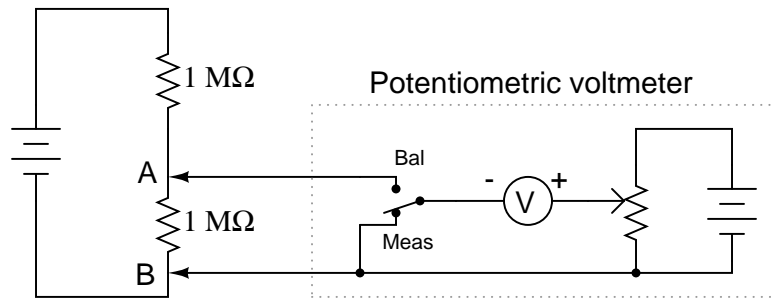 1 MΩ
Potentiometric voltmeter
A
Bal
- V +
1 MΩ
Meas
B